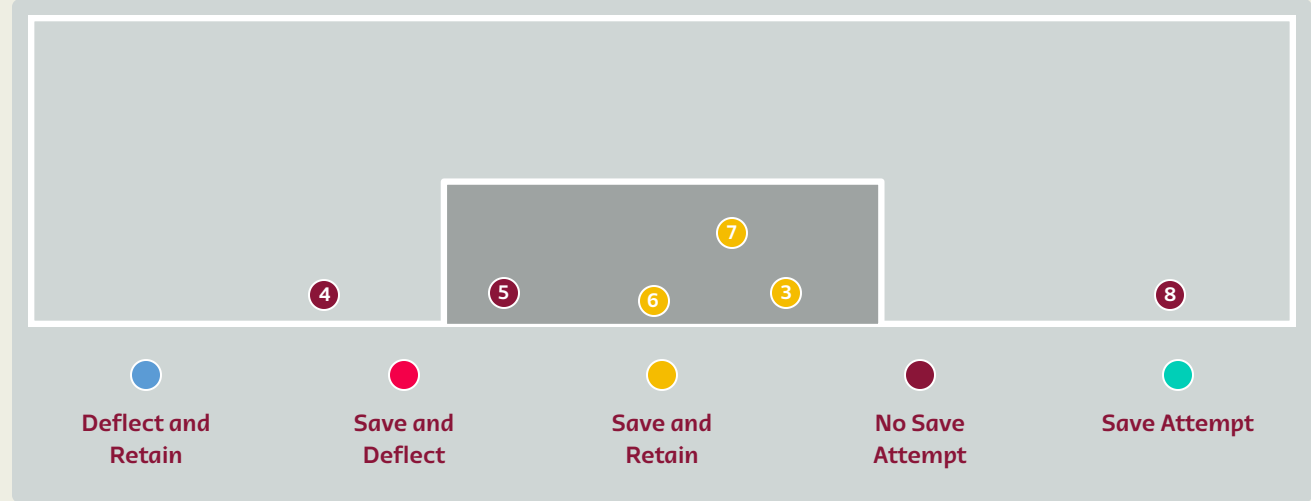 7
4
5
6
3
8
Deflect and
Retain
Save and
Deflect
Save and
Retain
No Save
Attempt
Save Attempt